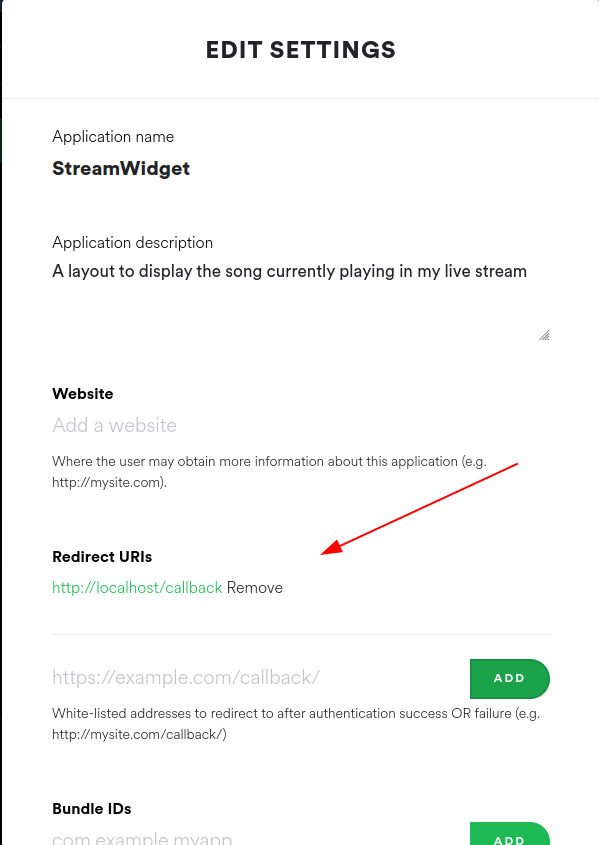 EDIT SETTINGS
Application name
StreamWidget
Application description
A layout to display the song currently playing in my live stream
Website
Add a website
Where the user may obtain more information about this application (e.g.
http://mysite.com).
Redirect URIs
http://localhost/callback Remove
https://example.com/callback/ ADD
White-listed addresses to redirect to after authentication success OR failure (e.g.
http://mysite.com/callback/)
Bundle IDs
com.example.myapp ADD